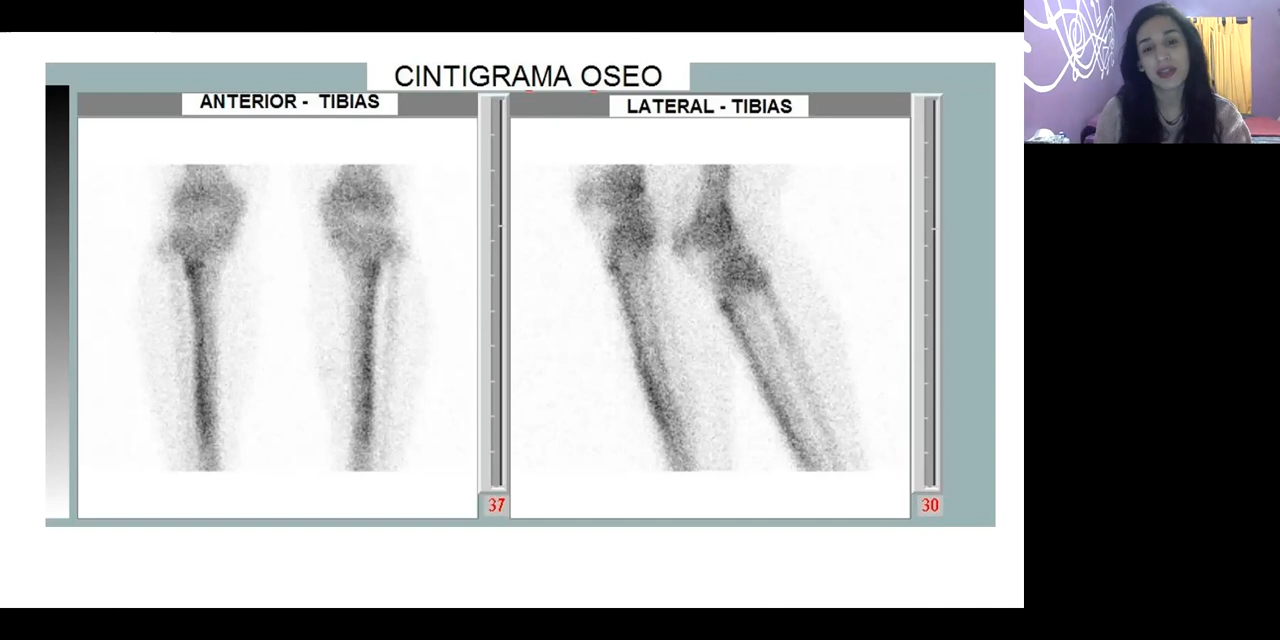 CINTIGRAMA OSEO
ANTERIOR - TIBIAS
LATERAL - TIBIAS
37
30